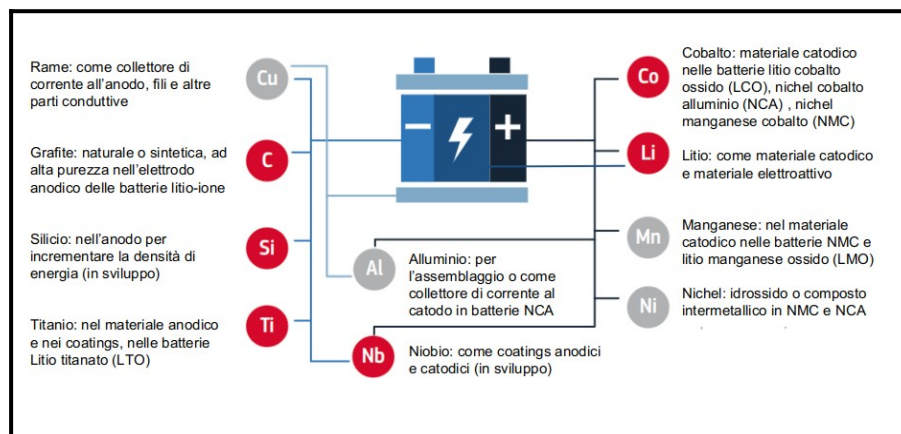 Rame: come collettore di
corrente all'anodo, fili e altre
parti conduttive
Cu
Grafite: naturale o sintetica, ad
alta purezza nell'elettrodo
anodico delle batterie litio-ione
C
Silicio: nell'anodo per
incrementare la densità di
energia (in sviluppo)
Si
Titanio: nel materiale anodico
e nei coatings, nelle batterie
Litio titanato (LTO)
Ti
Al
Alluminio: per
l'assemblaggio o come
collettore di corrente al
catodo in batterie NCA
Nb
Niobio: come coatings anodici
e catodici (in sviluppo)
Co
Cobalto: materiale catodico
nelle batterie litio cobalto
ossido (LCO), nichel cobalto
alluminio (NCA) , nichel
manganese cobalto (NMC)
Li
Litio: come materiale catodico
e materiale elettroattivo
Mn
Manganese: nel materiale
catodico nelle batterie NMC e
litio manganese ossido (LMO)
Ni
Nichel: idrossido o composto
intermetallico in NMC e NCA